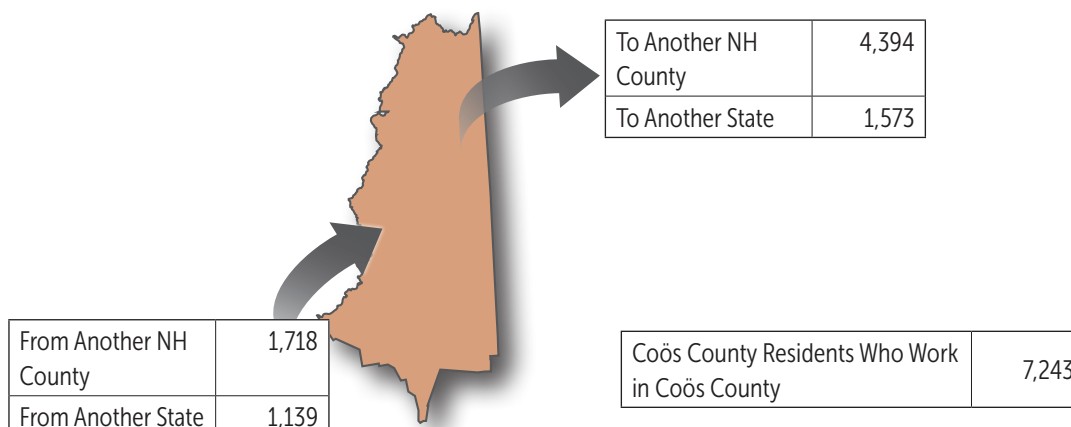 To Another NH County 4,394
To Another State 1,573
From Another NH County 1,718
From Another State 1,139
Coös County Residents Who Work
in Coös County 7,243